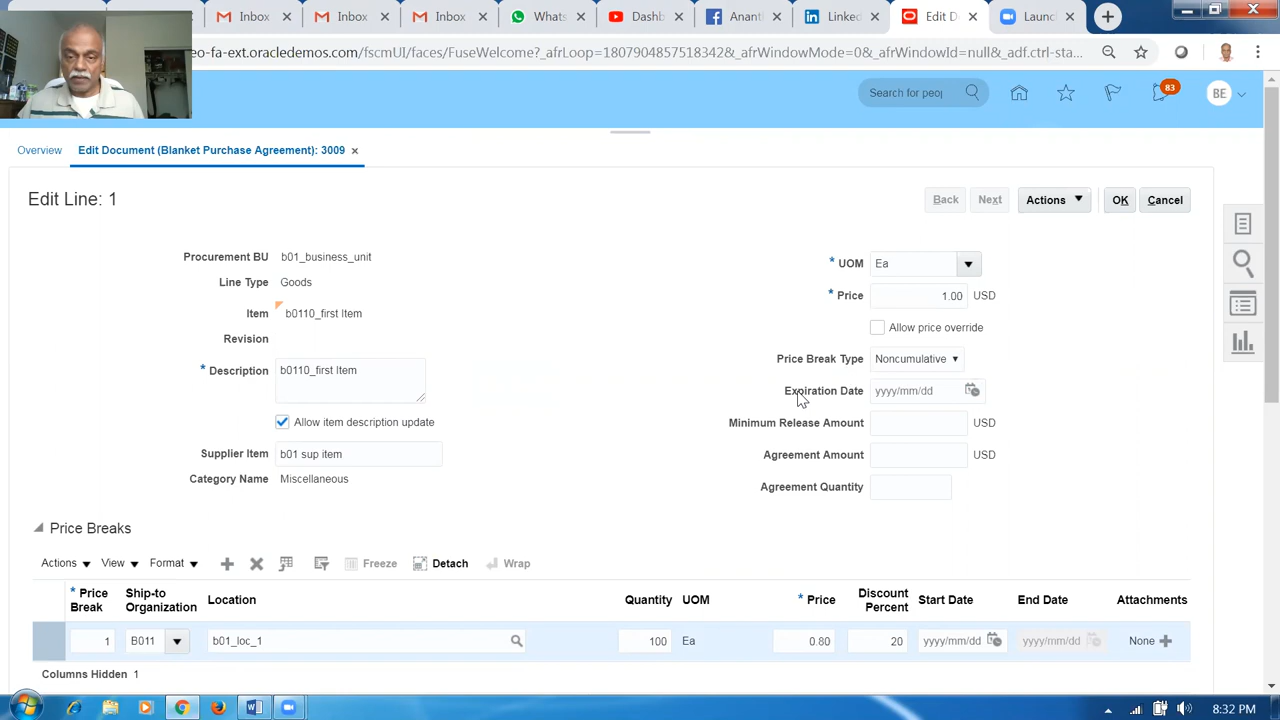 Inbox
Inbox
Inbox
What'
Dashb
Anan
Linke
Edit D
Launc
eo-fa-ext.oracledemos.com/fscmUI/faces/FuseWelcome?_afrLoop=18079048575183428&_afrWindowMode=0&_afrWindowId=null&_adf.ctrl-sta...
Search for peop
83
BE
Overview
Edit Document (Blanket Purchase Agreement): 3009
Edit Line: 1
Back
Next
Actions
OK
Cancel
Procurement BU b01_business_unit
Line Type Goods
Item b0110_first Item
Revision
* Description b0110_first Item
Allow item description update
Supplier Item b01 sup item
Category Name Miscellaneous
* UOM Ea
* Price 1.00 USD
Allow price override
Price Break Type Noncumulative
Expiration Date yyyy/mm/dd
Minimum Release Amount USD
Agreement Amount USD
Agreement Quantity
Price Breaks
Actions View Format Freeze Detach Wrap
* Price Break Ship-to Organization Location Quantity UOM * Price Discount Percent Start Date End Date Attachments
1 B011 b01_loc_1 100 Ea 0.80 20 yyyy/mm/dd yyyy/mm/dd None
Columns Hidden 1
8:32 PM